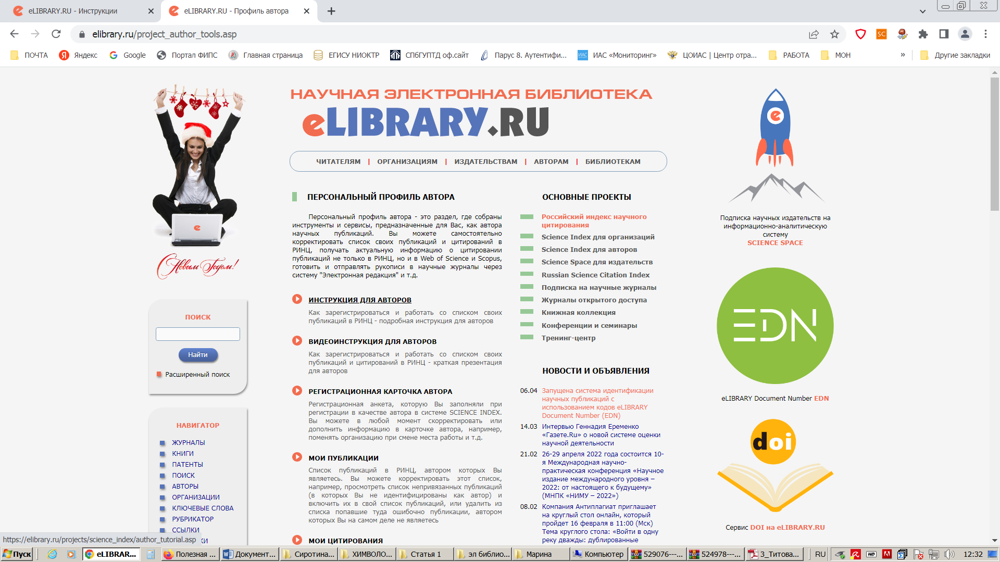 eLIBRARY.RU - Инструкции
eLIBRARY.RU - Профиль автора
elibrary.ru/project_author_tools.asp
ПОЧТА
Яндекс
Google
Портал ФИПС
Главная страница
ЕГИСУ НИОКТР
СПбГУПТД оф.сайт
Парус 8. Аутентифи...
ИАС «Мониторинг»
ЦОИАС | Центр отра...
РАБОТА
МОН
»
Другие закладки
С Новым Годом!
ПОИСК
Найти
Расширенный поиск
НАВИГАТОР
ЖУРНАЛЫ
КНИГИ
ПАТЕНТЫ
ПОИСК
АВТОРЫ
ОРГАНИЗАЦИИ
КЛЮЧЕВЫЕ СЛОВА
РУБРИКАТОР
ССЫЛКИ
НАУЧНАЯ ЭЛЕКТРОННАЯ БИБЛИОТЕКА
eLIBRARY.RU
ЧИТАТЕЛЯМ | ОРГАНИЗАЦИЯМ | ИЗДАТЕЛЬСТВАМ | АВТОРАМ | БИБЛИОТЕКАМ
ПЕРСОНАЛЬНЫЙ ПРОФИЛЬ АВТОРА
Персональный профиль автора - это раздел, где собраны
инструменты и сервисы, предназначенные для Вас, как автора
научных публикаций. Вы можете самостоятельно
корректировать список своих публикаций и цитирований в
РИНЦ, получать актуальную информацию о цитировании
публикаций не только в РИНЦ, но и в Web of Science и Scopus,
готовить и отправлять рукописи в научные журналы через
систему "Электронная редакция" и т.д.
ИНСТРУКЦИЯ ДЛЯ АВТОРОВ
Как зарегистрироваться и работать со списком своих
публикаций в РИНЦ - подробная инструкция для авторов
ВИДЕОИНСТРУКЦИЯ ДЛЯ АВТОРОВ
Как зарегистрироваться и работать со списком своих
публикаций и цитирований в РИНЦ - краткая презентация
для авторов
РЕГИСТРАЦИОННАЯ КАРТОЧКА АВТОРА
Регистрационная анкета, которую Вы заполняли при
регистрации в качестве автора в системе SCIENCE INDEX.
Вы можете в любой момент скорректировать или
дополнить информацию в карточке автора, например,
поменять организацию при смене места работы и т.д.
МОИ ПУБЛИКАЦИИ
Список публикаций в РИНЦ, автором которых Вы
являетесь. Вы можете корректировать этот список,
например, просмотреть список непривязанных публикаций
(в которых Вы не идентифицированы как автор) и
включить их в свой список публикаций, или удалить из
списка попавшие туда ошибочно публикации, автором
которых Вы на самом деле не являетесь
МОИ ЦИТИРОВАНИЯ
ОСНОВНЫЕ ПРОЕКТЫ
Российский индекс научного
цитирования
Science Index для организаций
Science Index для авторов
Science Space для издательств
Russian Science Citation Index
Подписка на научные журналы
Журналы открытого доступа
Книжная коллекция
Конференции и семинары
Тренинг-центр
НОВОСТИ И ОБЪЯВЛЕНИЯ
06.04 Запущена система идентификации
научных публикаций с
использованием кодов eLIBRARY
Document Number (EDN)
14.03 Интервью Геннадия Еременко
«Газете.Ru» о новой системе оценки
научной деятельности
21.02 26-29 апреля 2022 года состоится 10-
я Международная научно-
практическая конференция «Научное
издание международного уровня –
2022: от настоящего к будущему»
(МНПК «НИМУ – 2022»)
08.02 Компания Антиплагиат приглашает
на круглый стол онлайн, который
пройдет 16 февраля в 11:00 (Мск)
Тема круглого стола: «Войти в одну
реку дважды: дублированные
e
Подписка научных издательств на
информационно-аналитическую
систему
SCIENCE SPACE
EDN
eLIBRARY Document Number EDN
doi
Сервис DOI на eLIBRARY.RU
https://elibrary.ru/projects/science_index/author_tutorial.asp
Пуск
eLIBRAR...
Полезная ...
Документ...
Сиротина...
ХИМВОЛО...
Статья 1
эл библио...
Марина
Компьютер
529076---...
524978---...
3_Титова...
RU
12:32